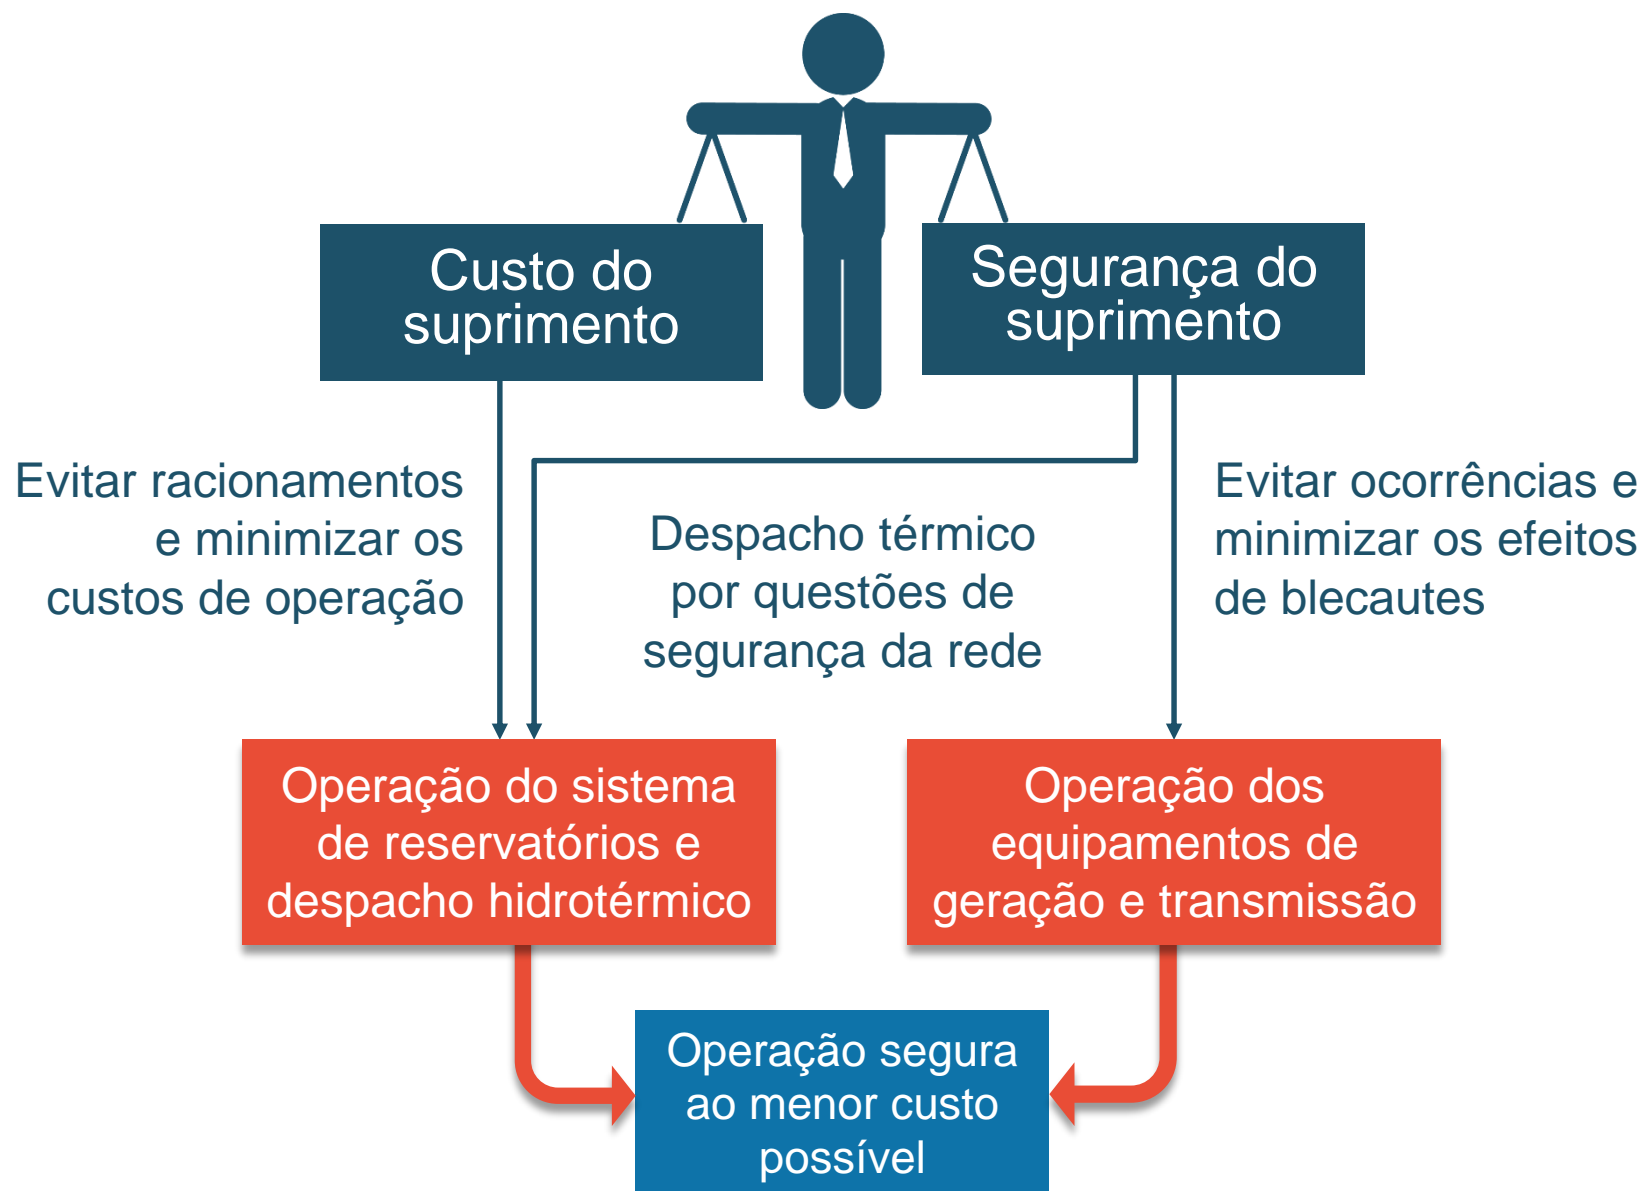 Custo do
suprimento
Segurança do
suprimento
Evitar racionamentos
e minimizar os
custos de operação
Despacho térmico
por questões de
segurança da rede
Evitar ocorrências e
minimizar os efeitos
de blecautes
Operação do sistema
de reservatórios e
despacho hidrotérmico
Operação dos
equipamentos de
geração e transmissão
Operação segura
ao menor custo
possível